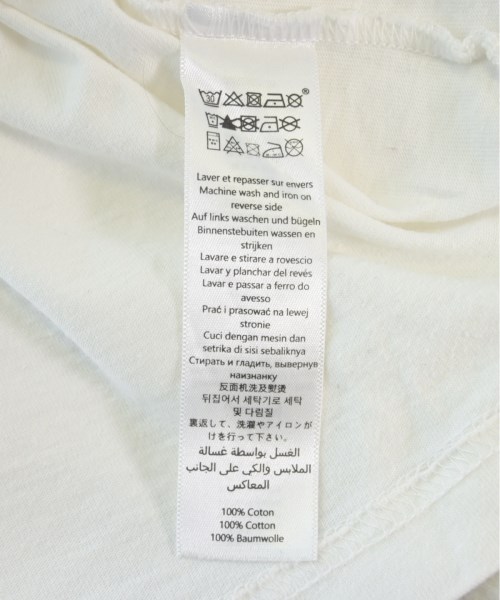 Laver et repasser sur envers
Machine wash and iron on
reverse side
Auf links waschen und bügeln
Binnenstebuiten wassen en
strijken
Lavare e stirare a rovescio
Lavar y planchar del revés
Lavar e passar a ferro do
avesso
Prać i prasować na lewej
stronie
Cuci dengan mesin dan
setrika di sisi sebaliknya
Стирать и гладить, вывернув
наизнанку
反面机洗及熨烫
뒤집어서 세탁기로 세탁
및 다림질
裏返して、洗濯やアイロンが
けを行って下さい。
الغسل بواسطة غسالة
الملابس والكي على الجانب
المعاكس
100% Coton
100% Cotton
100% Baumwolle